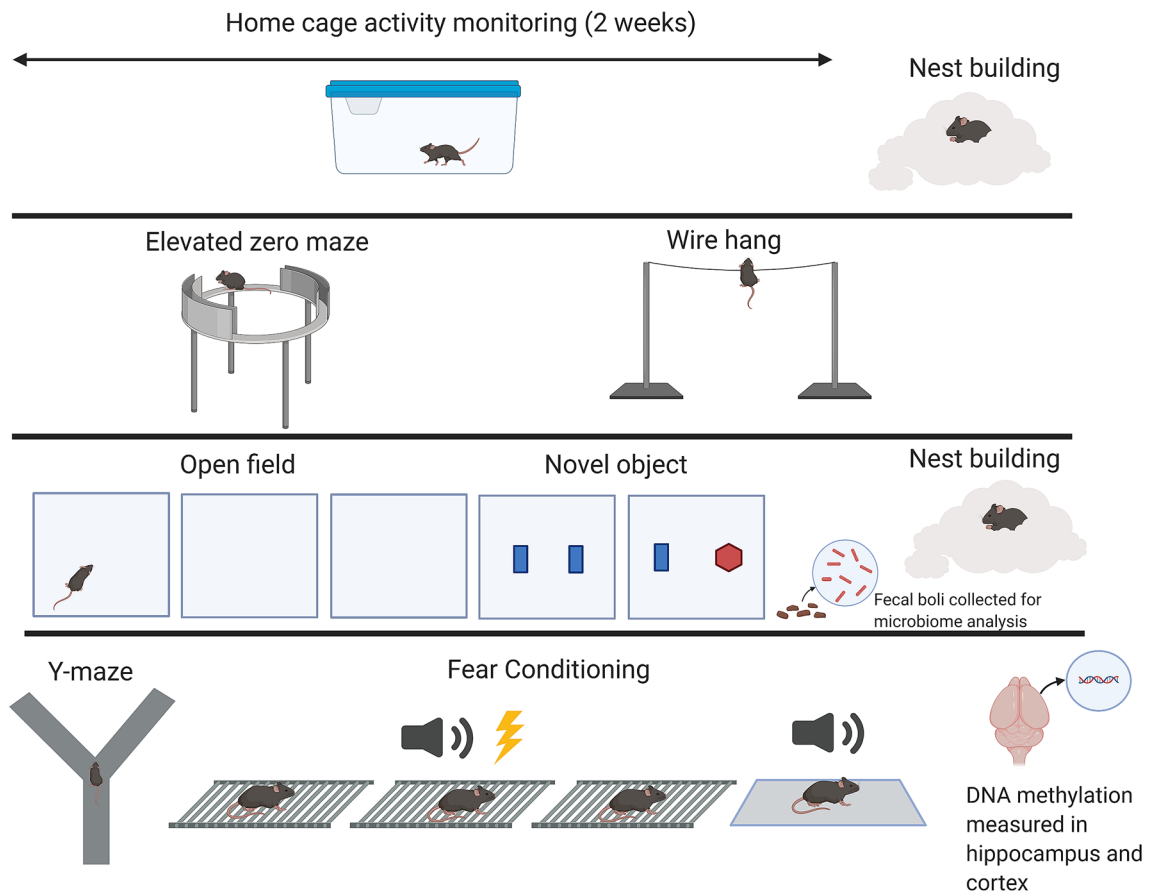 Home cage activity monitoring (2 weeks)
Nest building
Elevated zero maze
Wire hang
Open field
Novel object
Nest building
Fecal boli collected for
microbiome analysis
Y-maze
Fear Conditioning
DNA methylation
measured in
hippocampus and
cortex